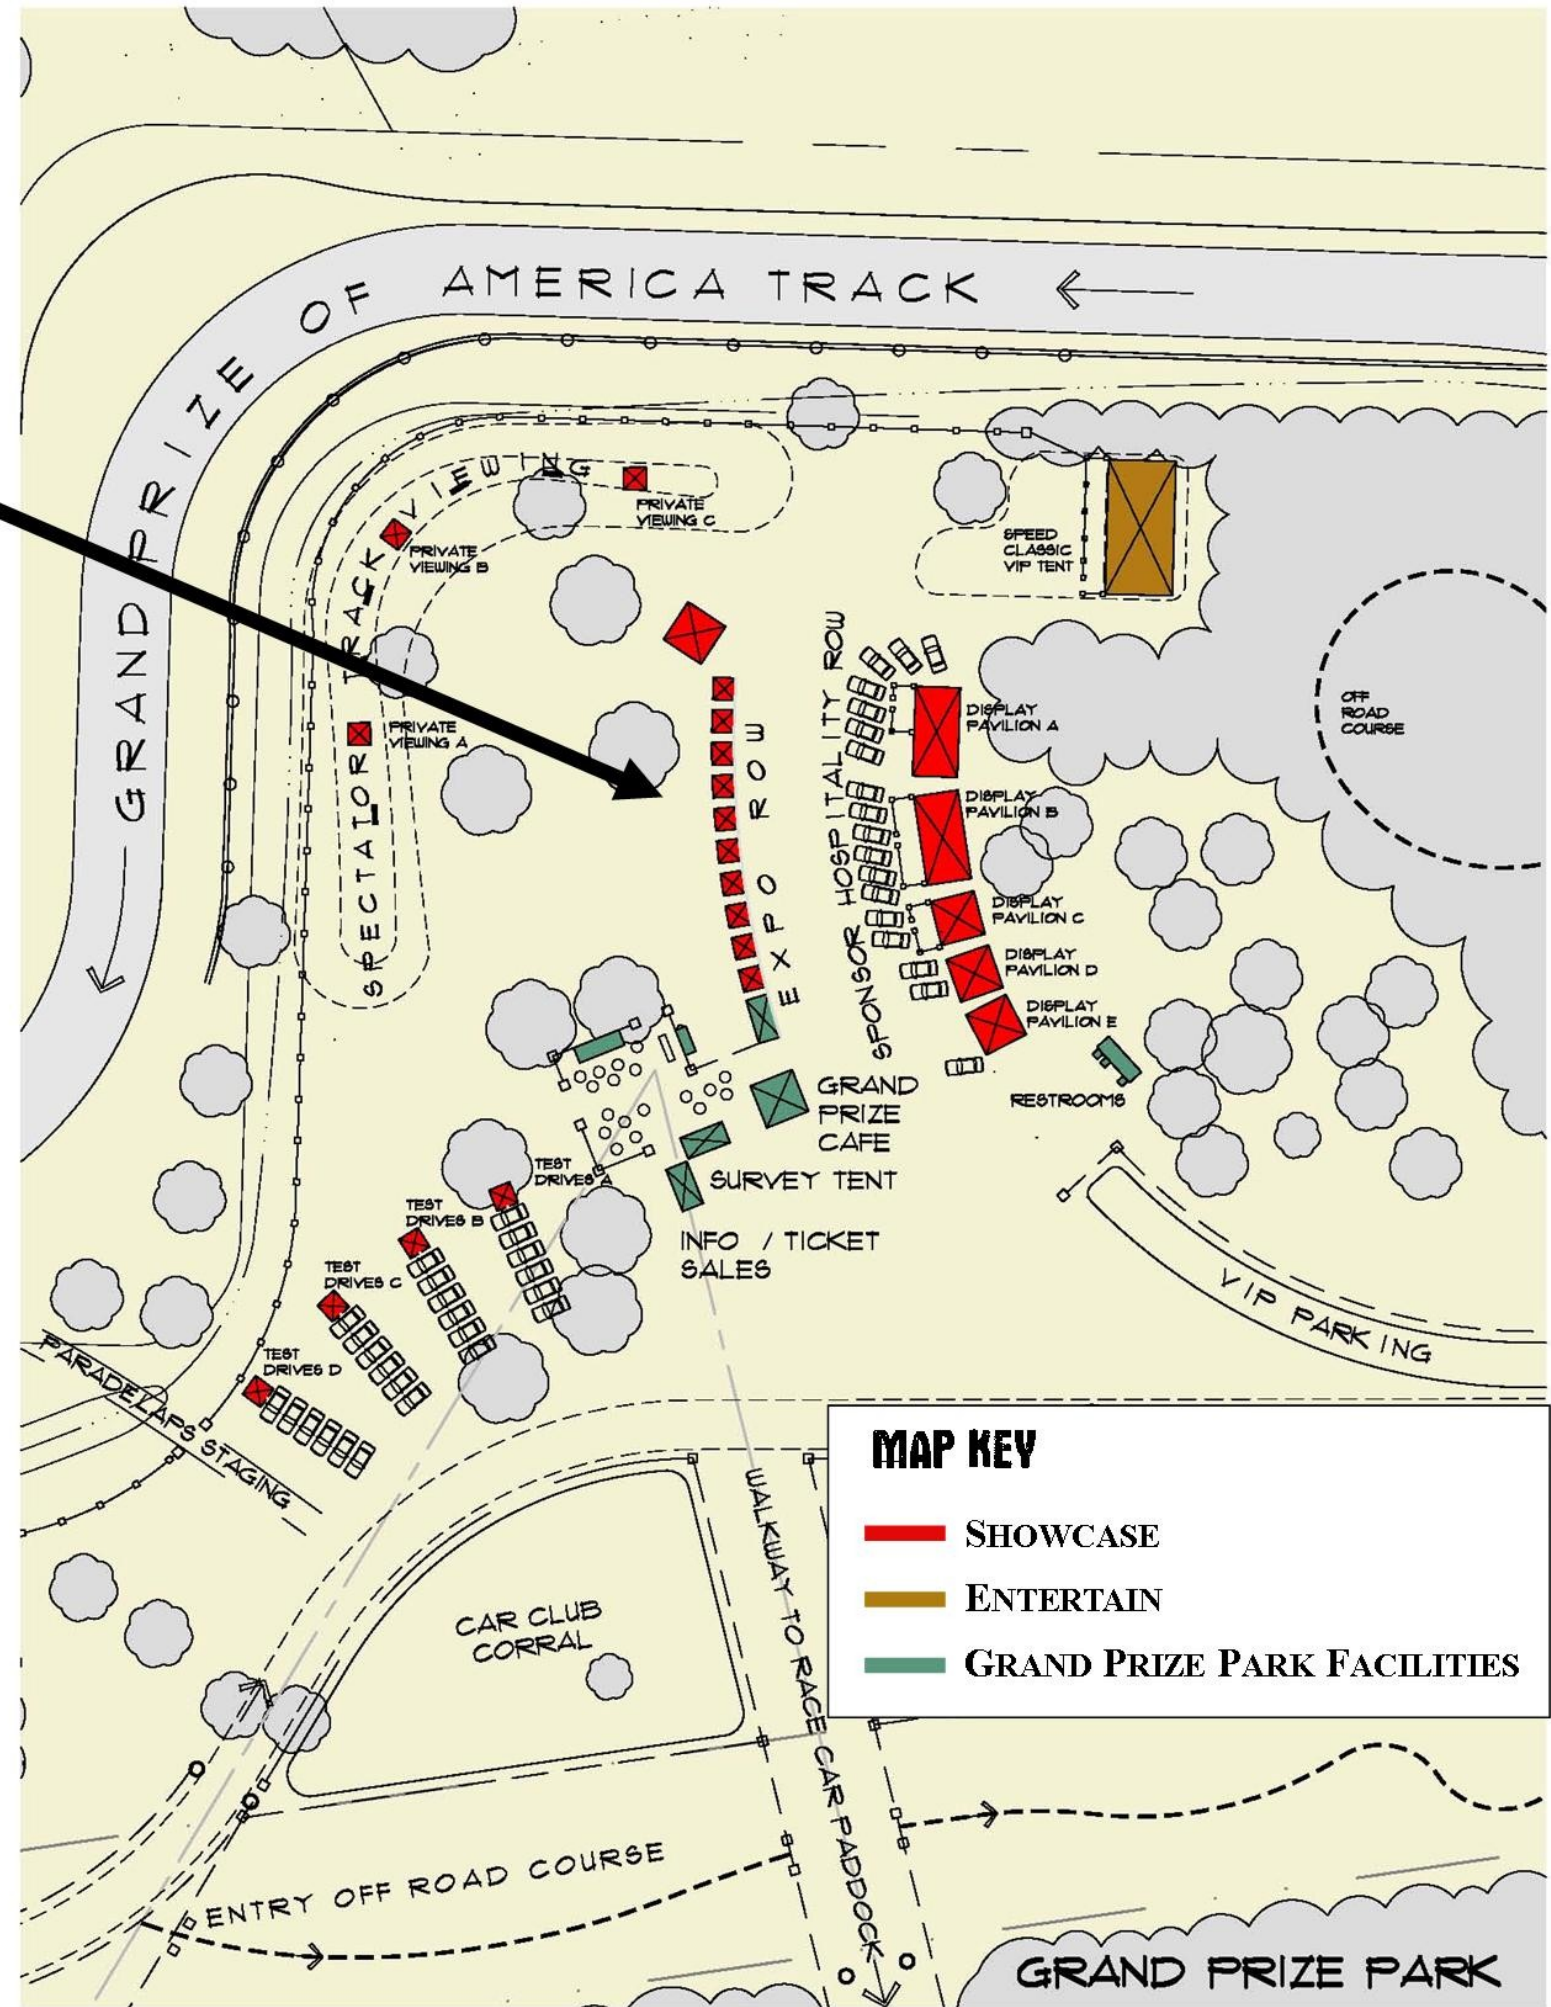 GRAND PRIZE OF AMERICA TRACK
SPECTATOR TRACK VIEWING
PRIVATE
VIEWING C
PRIVATE
VIEWING B
PRIVATE
VIEWING A
SPEED
CLASSIC
VIP TENT
OFF
ROAD
COURSE
EXPO ROW
SPONSOR HOSPITALITY ROW
DISPLAY
PAVILION A
DISPLAY
PAVILION B
DISPLAY
PAVILION C
DISPLAY
PAVILION D
DISPLAY
PAVILION E
RESTROOMS
GRAND
PRIZE
CAFE
SURVEY TENT
INFO / TICKET
SALES
TEST
DRIVES A
TEST
DRIVES B
TEST
DRIVES C
TEST
DRIVES D
PARADE LAPS STAGING
VIP PARKING
CAR CLUB
CORRAL
WALKWAY TO RACE CAR PADDOCK
MAP KEY
SHOWCASE
ENTERTAIN
GRAND PRIZE PARK FACILITIES
ENTRY OFF ROAD COURSE
GRAND PRIZE PARK